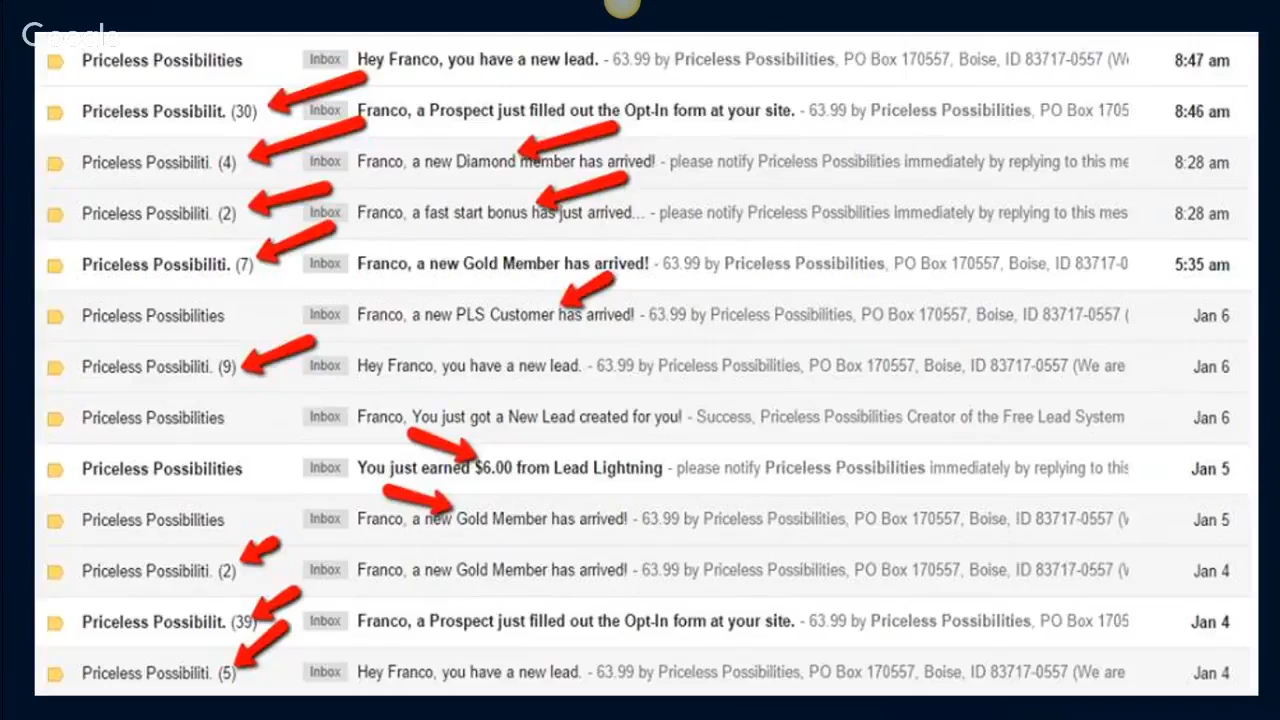 Google
Priceless Possibilities Inbox Hey Franco, you have a new lead. - 63.99 by Priceless Possibilities, PO Box 170557, Boise, ID 83717-0557 (W 8:47 am
Priceless Possibilit. (30) Inbox Franco, a Prospect just filled out the Opt-In form at your site. - 63.99 by Priceless Possibilities, PO Box 1705 8:46 am
Priceless Possibiliti. (4) Inbox Franco, a new Diamond member has arrived! - please notify Priceless Possibilities immediately by replying to this me 8:28 am
Priceless Possibiliti. (2) Inbox Franco, a fast start bonus has just arrived... - please notify Priceless Possibilities immediately by replying to this mes 8:28 am
Priceless Possibiliti. (7) Inbox Franco, a new Gold Member has arrived! - 63.99 by Priceless Possibilities, PO Box 170557, Boise, ID 83717-0 5:35 am
Priceless Possibilities Inbox Franco, a new PLS Customer has arrived! - 63.99 by Priceless Possibilities, PO Box 170557, Boise, ID 83717-0557 ( Jan 6
Priceless Possibiliti. (9) Inbox Hey Franco, you have a new lead. - 63.99 by Priceless Possibilities, PO Box 170557, Boise, ID 83717-0557 (We are Jan 6
Priceless Possibilities Inbox Franco, You just got a New Lead created for you! - Success, Priceless Possibilities Creator of the Free Lead System Jan 6
Priceless Possibilities Inbox You just earned $6.00 from Lead Lightning - please notify Priceless Possibilities immediately by replying to this Jan 5
Priceless Possibilities Inbox Franco, a new Gold Member has arrived! - 63.99 by Priceless Possibilities, PO Box 170557, Boise, ID 83717-0557 (W Jan 5
Priceless Possibiliti. (2) Inbox Franco, a new Gold Member has arrived! - 63.99 by Priceless Possibilities, PO Box 170557, Boise, ID 83717-0557 (W Jan 4
Priceless Possibilit. (39) Inbox Franco, a Prospect just filled out the Opt-In form at your site. - 63.99 by Priceless Possibilities, PO Box 1705 Jan 4
Priceless Possibiliti. (5) Inbox Hey Franco, you have a new lead. - 63.99 by Priceless Possibilities, PO Box 170557, Boise, ID 83717-0557 (We are Jan 4